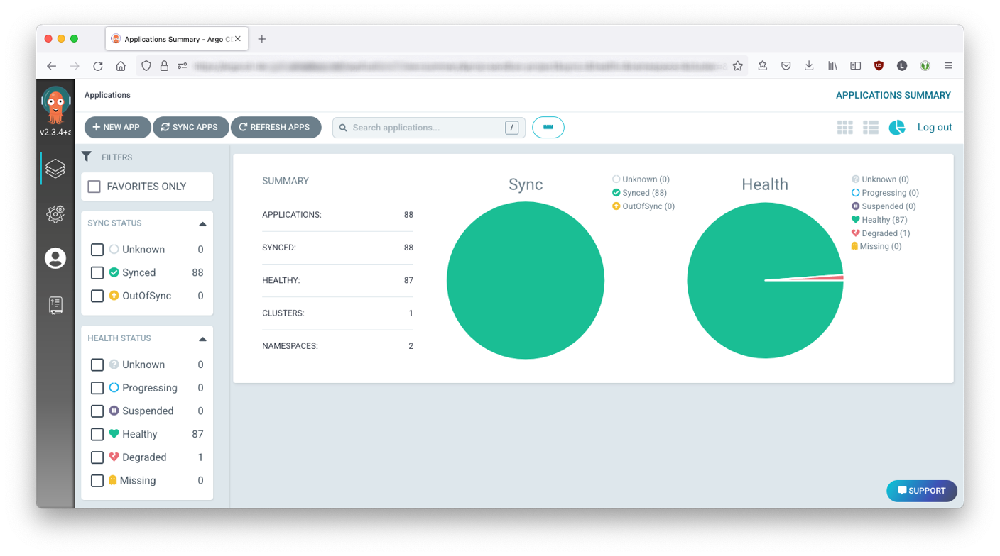 Applications Summary - Argo CD
v2.3.4+a
Applications
APPLICATIONS SUMMARY
NEW APP
SYNC APPS
REFRESH APPS
Search applications...
/
Log out
FILTERS
FAVORITES ONLY
SYNC STATUS
Unknown 0
Synced 88
OutOfSync 0
HEALTH STATUS
Unknown 0
Progressing 0
Suspended 0
Healthy 87
Degraded 1
Missing 0
SUMMARY
APPLICATIONS: 88
SYNCED: 88
HEALTHY: 87
CLUSTERS: 1
NAMESPACES: 2
Sync
Unknown (0)
Synced (88)
OutOfSync (0)
Health
Unknown (0)
Progressing (0)
Suspended (0)
Healthy (87)
Degraded (1)
Missing (0)
SUPPORT